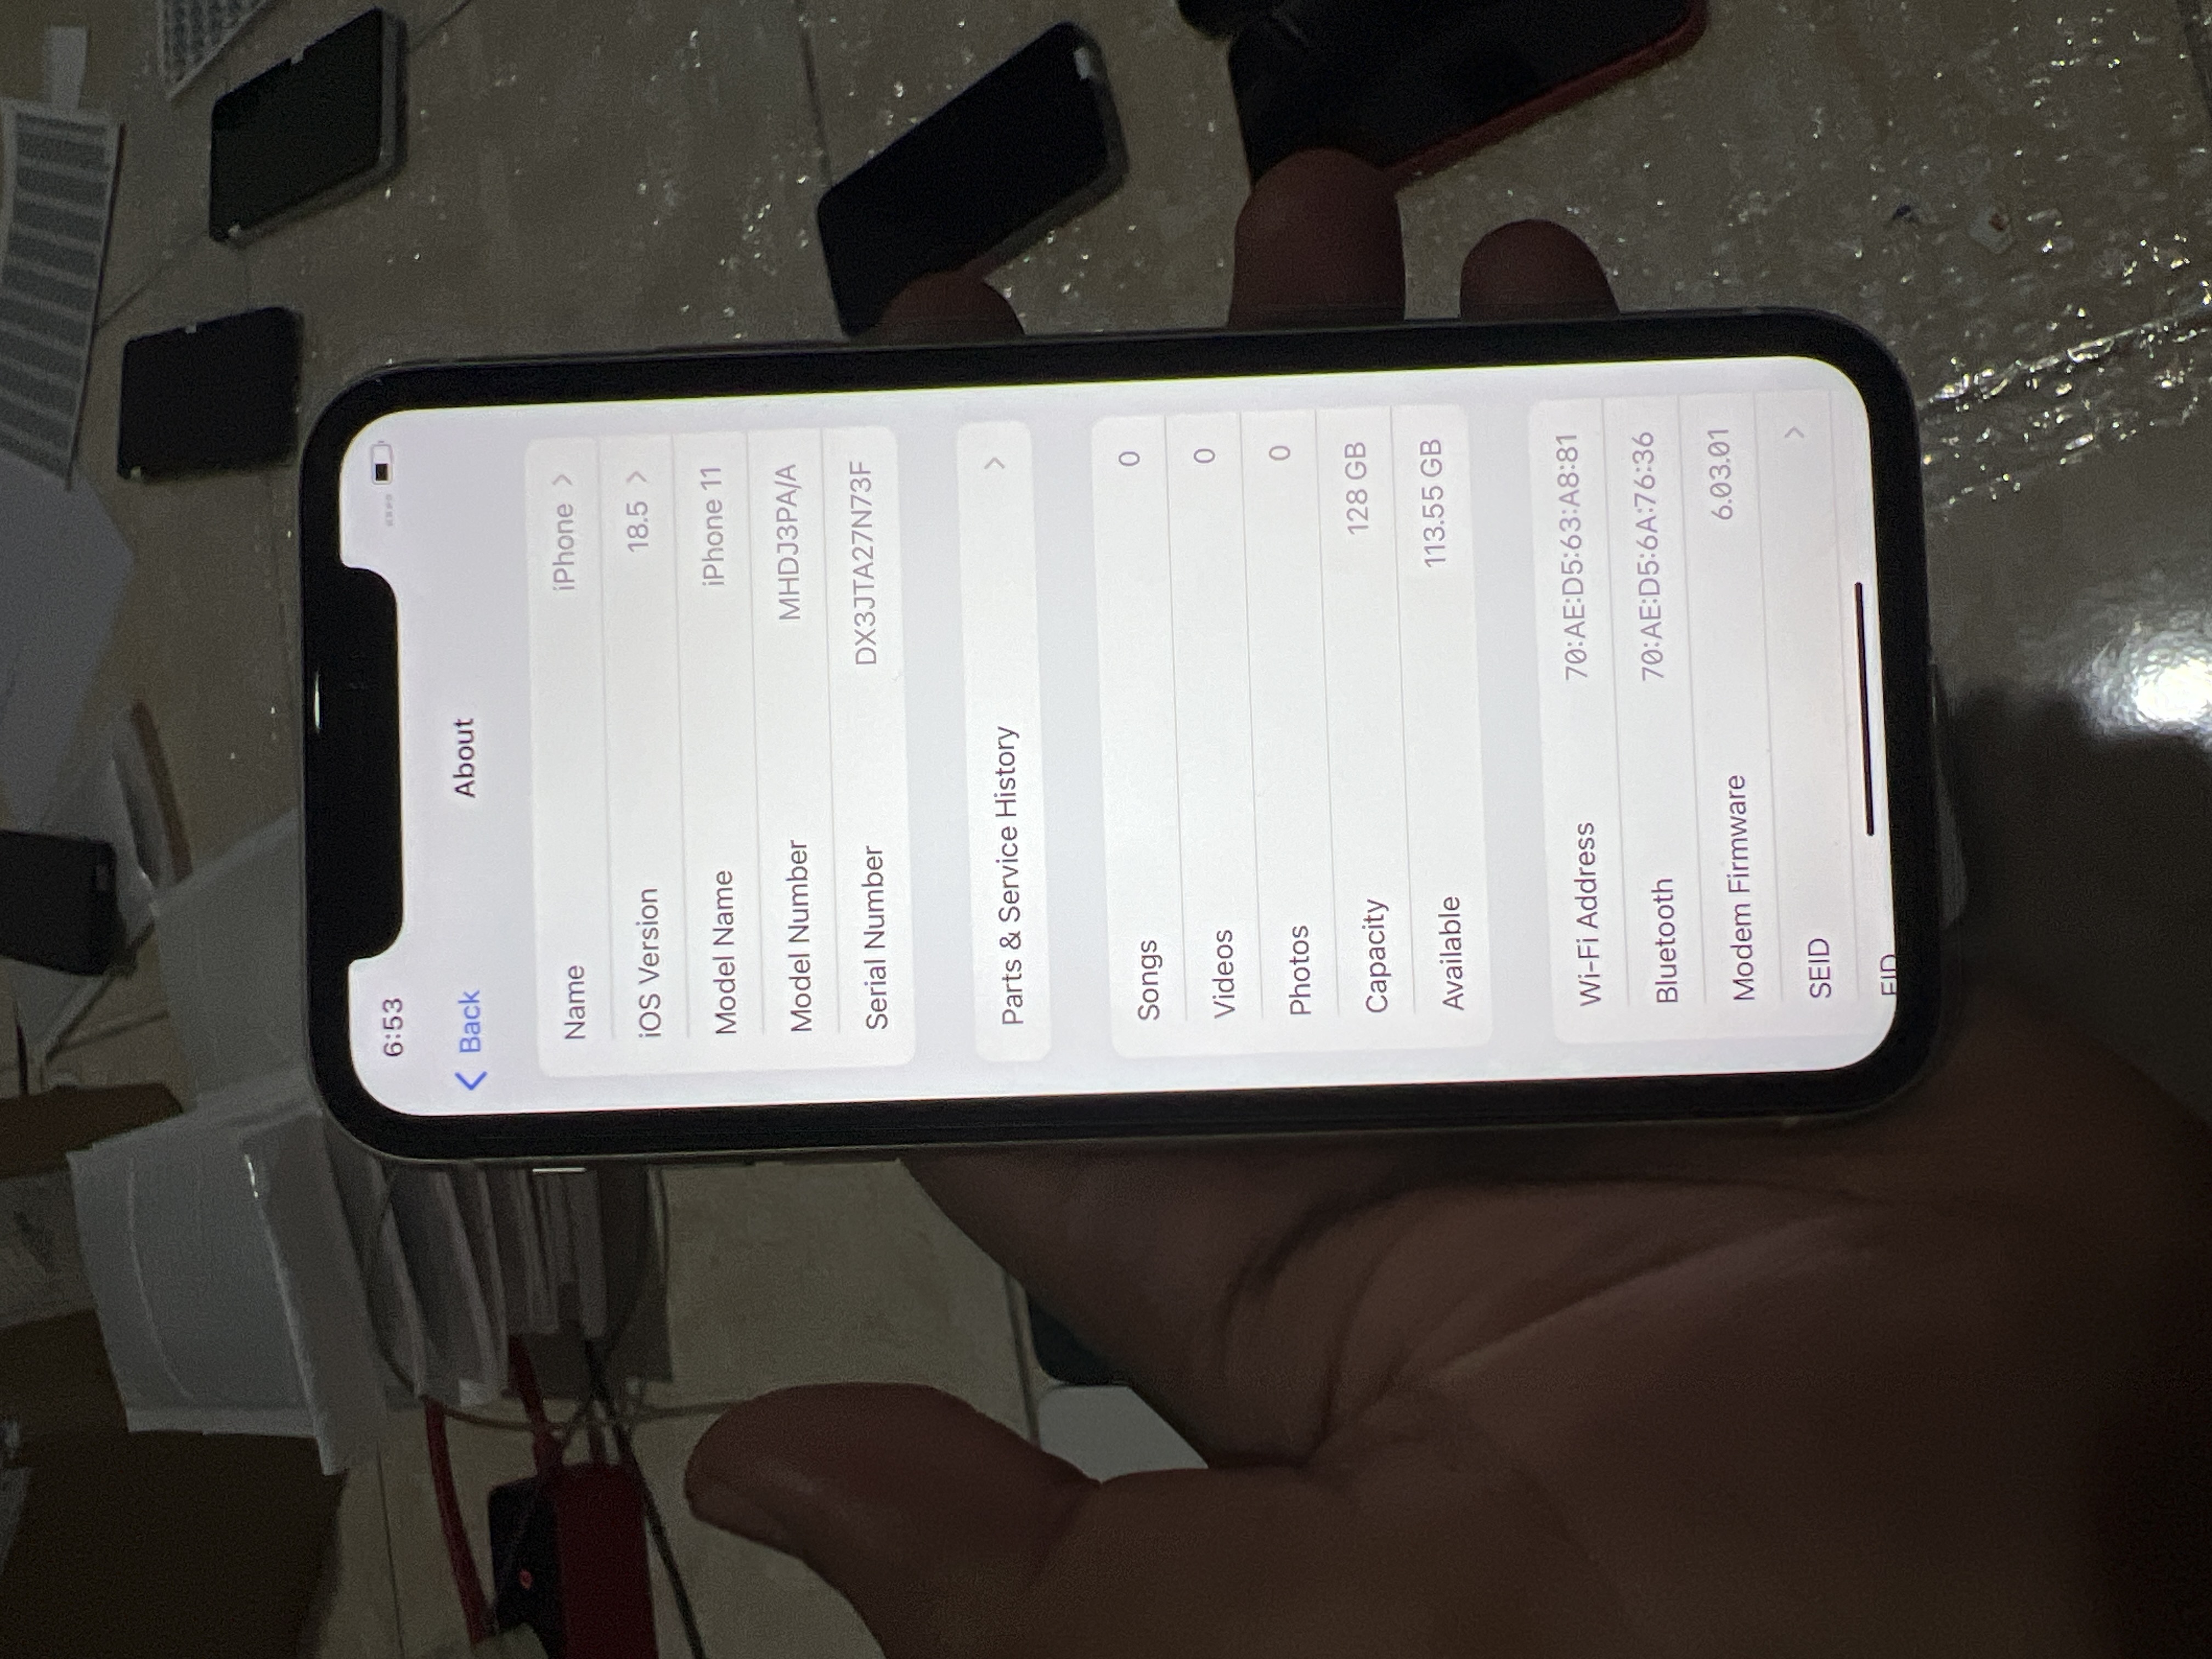 6:53
Back
About
Name iPhone
iOS Version 18.5
Model Name iPhone 11
Model Number MHDJ3PA/A
Serial Number DX3JTA27N73F
Parts & Service History
Songs 0
Videos 0
Photos 0
Capacity 128 GB
Available 113.55 GB
Wi-Fi Address 70:AE:D5:63:A8:81
Bluetooth 70:AE:D5:6A:76:36
Modem Firmware 6.03.01
SEID
EID